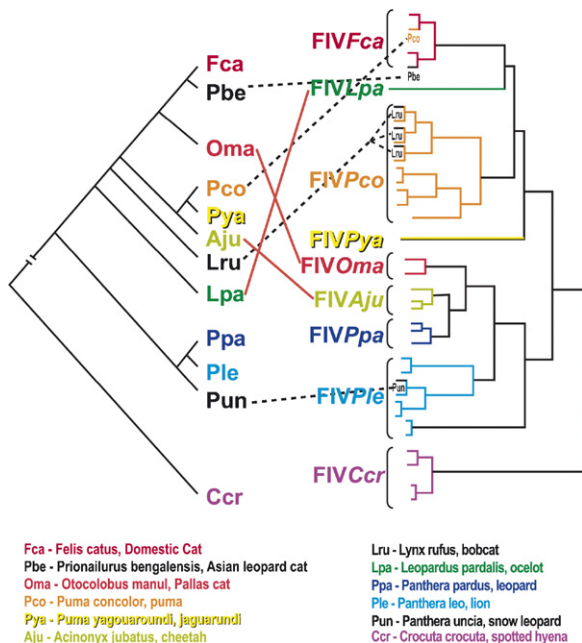 Fca
Pbe
Oma
Pco
Pya
Aju
Lru
Lpa
Ppa
Ple
Pun
Ccr
FIVFca
FIVLpa
FIVPco
FIVPya
FIVOma
FIVAju
FIVPpa
FIVPle
FIVCcr
Pco
Pbe
Lru
Lru
Lru
Pun
Fca - Felis catus, Domestic Cat
Pbe - Prionailurus bengalensis, Asian leopard cat
Oma - Otocolobus manul, Pallas cat
Pco - Puma concolor, puma
Pya - Puma yagouaroundi, jaguarundi
Aju - Acinonyx jubatus, cheetah
Lru - Lynx rufus, bobcat
Lpa - Leopardus pardalis, ocelot
Ppa - Panthera pardus, leopard
Ple - Panthera leo, lion
Pun - Panthera uncia, snow leopard
Ccr - Crocuta crocuta, spotted hyena